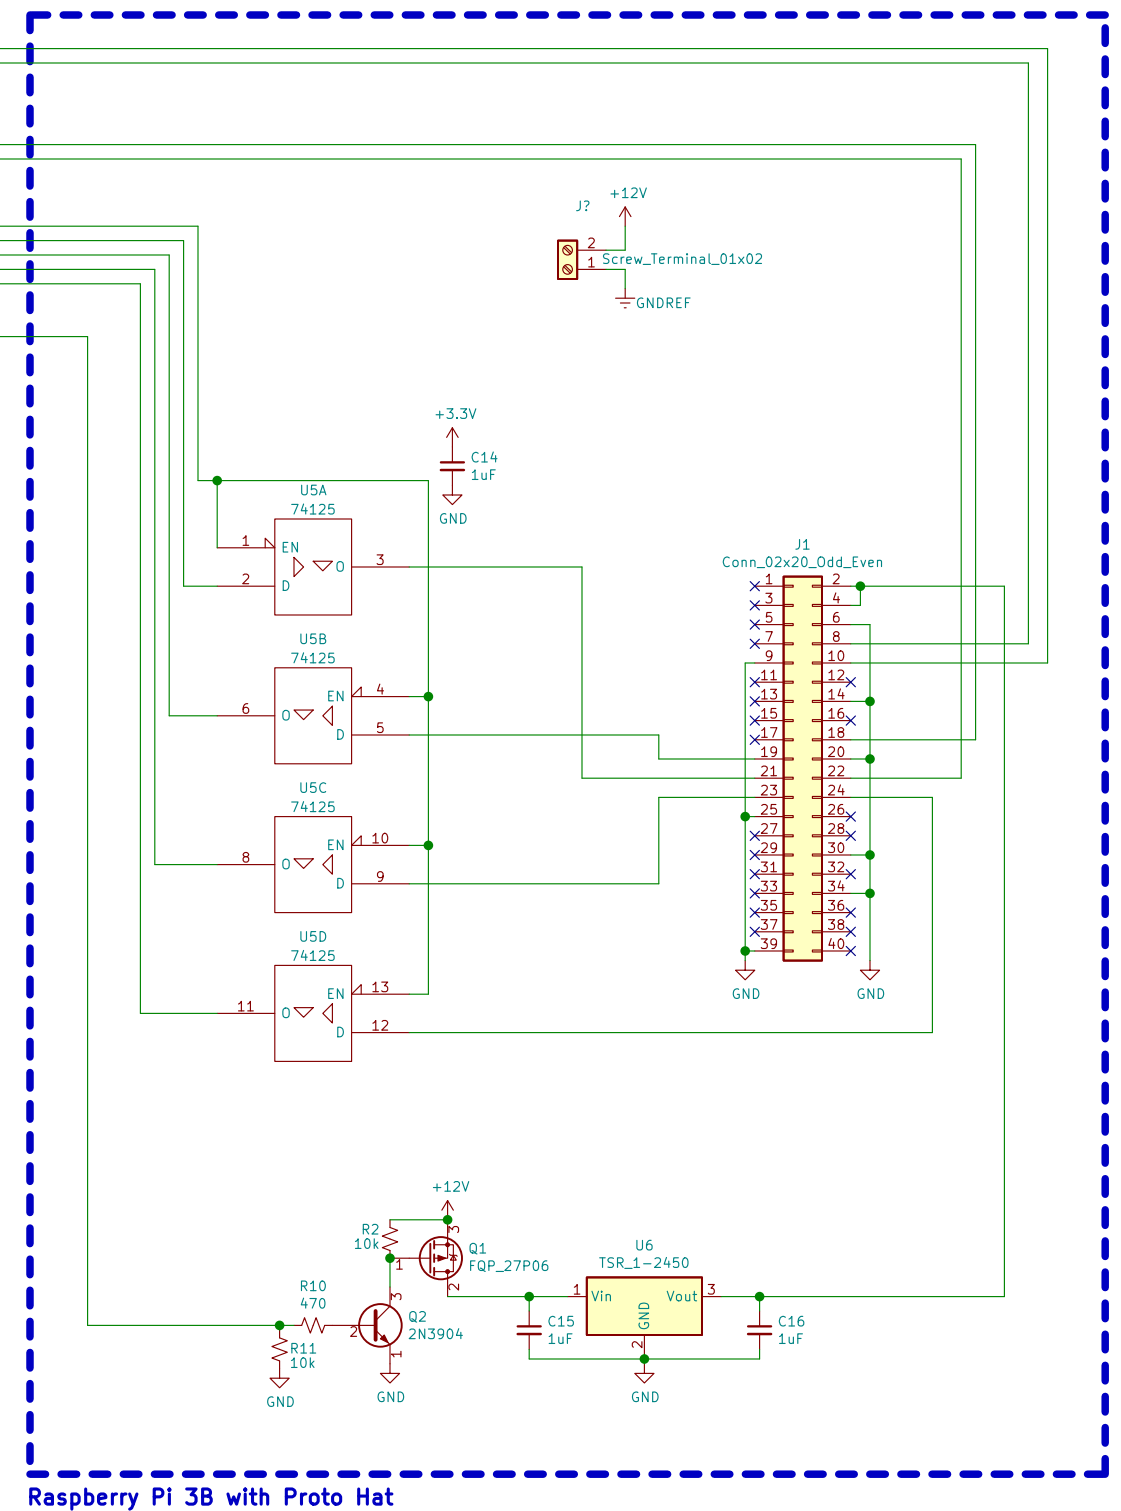 +12V
J?
2
1
Screw_Terminal_01x02
GNDREF
+3.3V
C14
1uF
GND
U5A
74125
1
EN
2
D
3
O
U5B
74125
EN
4
6
O
D
5
U5C
74125
EN
10
8
O
D
9
U5D
74125
EN
13
11
O
D
12
J1
Conn_02x20_Odd_Even
1 2
3 4
5 6
7 8
9 10
11 12
13 14
15 16
17 18
19 20
21 22
23 24
25 26
27 28
29 30
31 32
33 34
35 36
37 38
39 40
GND GND
+12V
R2
10k
3
1
2
Q1
FQP_27P06
U6
TSR_1-2450
1 Vin Vout 3
GND
2
R10
470
3
2
1
Q2
2N3904
C15
1uF
C16
1uF
R11
10k
GND
GND
GND
Raspberry Pi 3B with Proto Hat